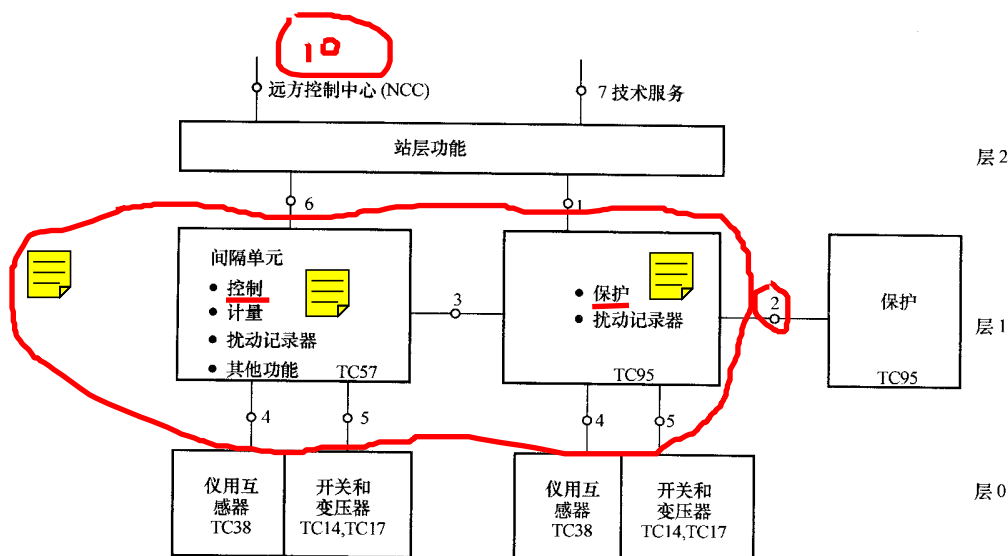 10
远方控制中心(NCC)
7 技术服务
站层功能
层 2
6
1
间隔单元
• 控制
• 计量
• 扰动记录器
• 其他功能
TC57
3
• 保护
• 扰动记录器
TC95
2
保护
TC95
层 1
4
5
4
5
仪用互
感器
TC38
开关和
变压器
TC14,TC17
仪用互
感器
TC38
开关和
变压器
TC14,TC17
层 0